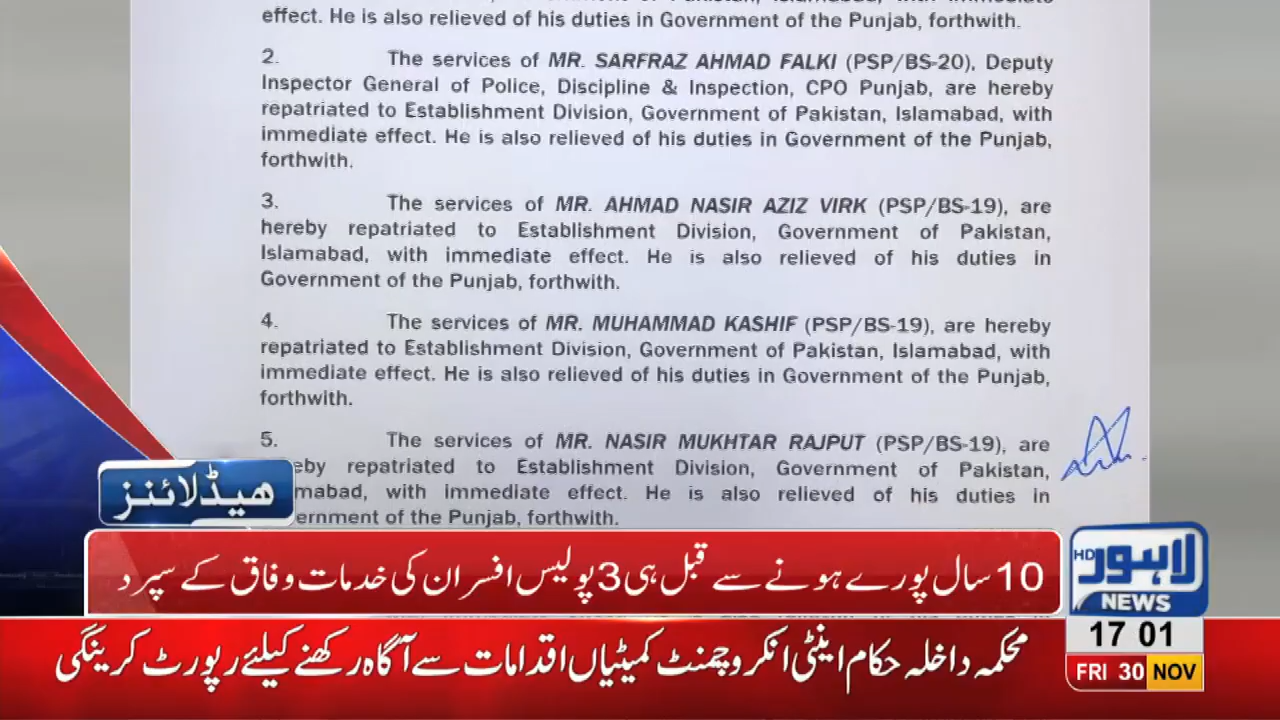 effect. He is also relieved of his duties in Government of the Punjab, forthwith.
2. The services of MR. SARFRAZ AHMAD FALKI (PSP/BS-20), Deputy
Inspector General of Police, Discipline & Inspection, CPO Punjab, are hereby
repatriated to Establishment Division, Government of Pakistan, Islamabad, with
immediate effect. He is also relieved of his duties in Government of the Punjab,
forthwith.
3. The services of MR. AHMAD NASIR AZIZ VIRK (PSP/BS-19), are
hereby repatriated to Establishment Division, Government of Pakistan,
Islamabad, with immediate effect. He is also relieved of his duties in
Government of the Punjab, forthwith.
4. The services of MR. MUHAMMAD KASHIF (PSP/BS-19), are hereby
repatriated to Establishment Division, Government of Pakistan, Islamabad, with
immediate effect. He is also relieved of his duties in Government of the Punjab,
forthwith.
5. The services of MR. NASIR MUKHTAR RAJPUT (PSP/BS-19), are
eby repatriated to Establishment Division, Government of Pakistan,
mabad, with immediate effect. He is also relieved of his duties in
ernment of the Punjab, forthwith.
ھیڈلائنز
10 سال پورے ہونے سے قبل ہی 3 پولیس افسران کی خدمات وفاق کے سپرد
محکمہ داخلہ حکام اینٹی انکروچمنٹ کمیٹیاں اقدامات سے آگاہ رکھنے کیلئے رپورٹ کرینگی
لاہور HD
NEWS
17 01
FRI 30 NOV